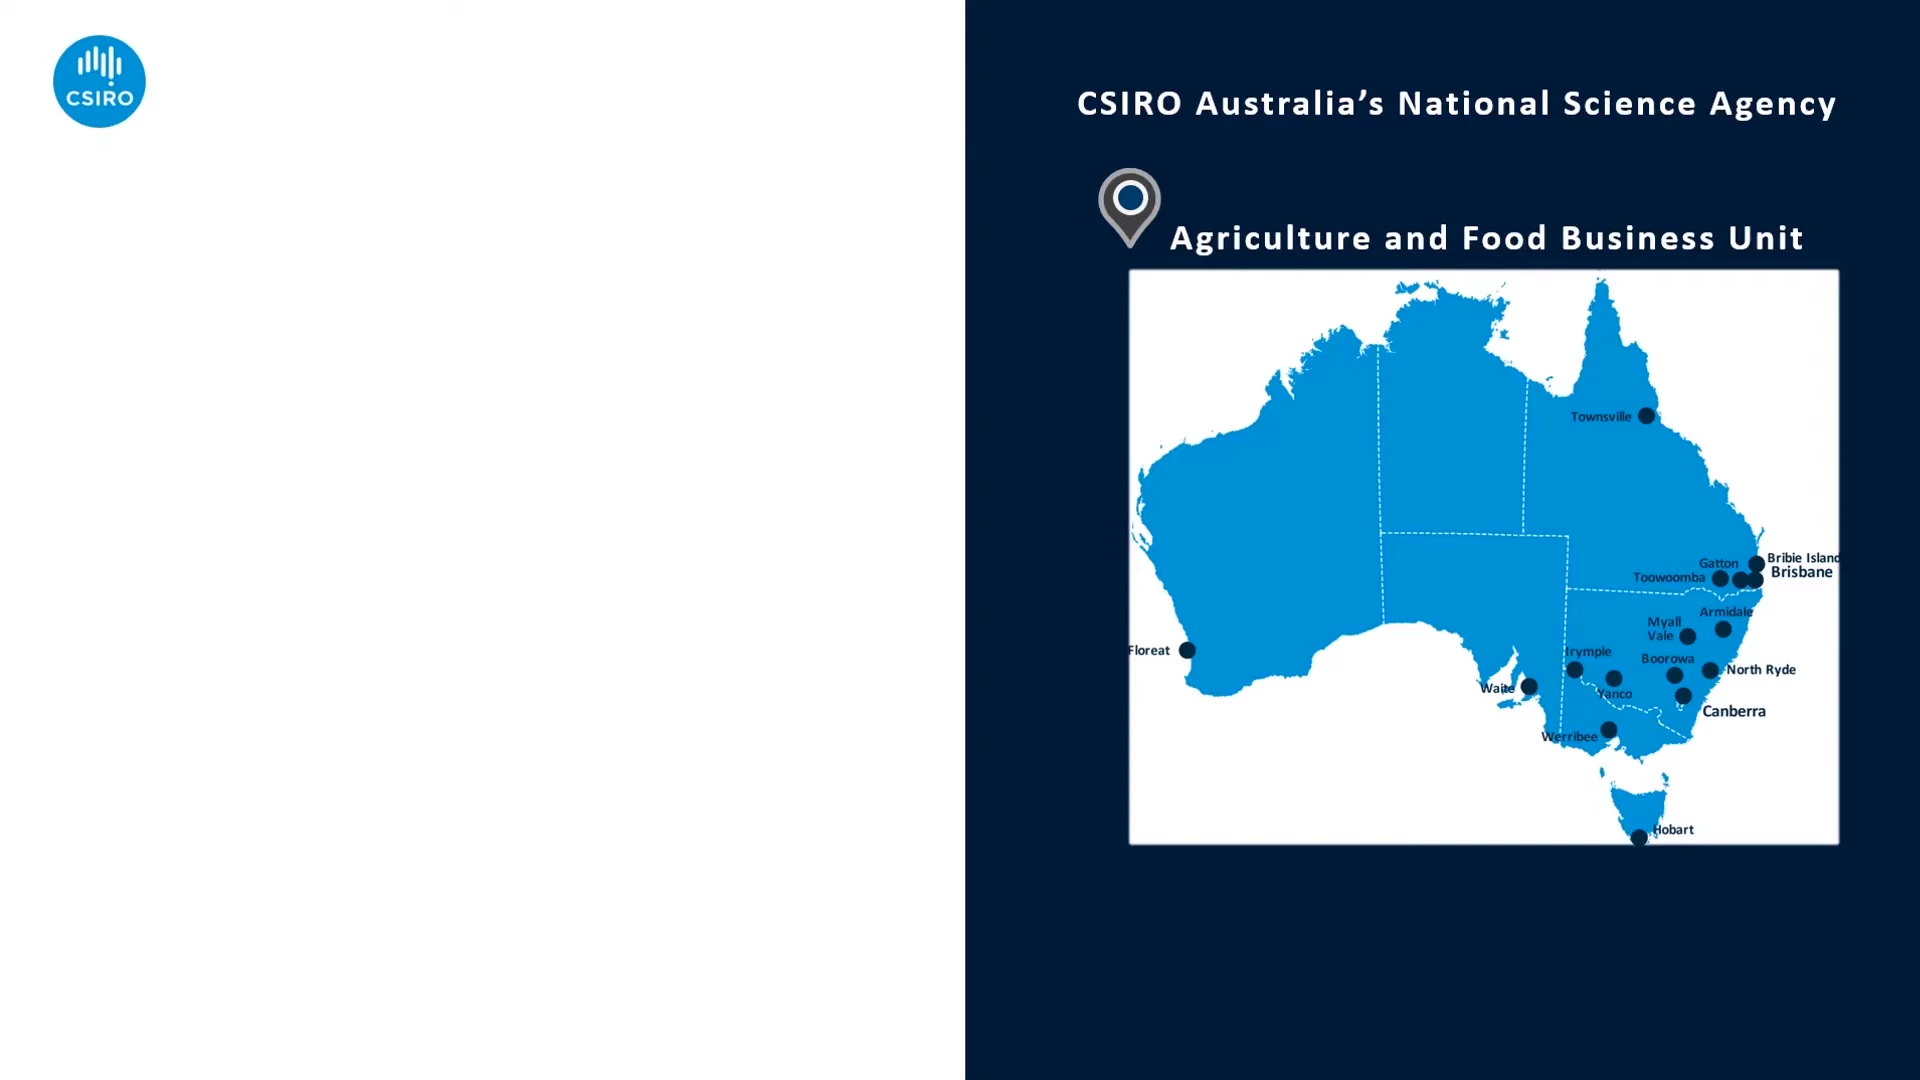 CSIRO
CSIRO Australia’s National Science Agency
Agriculture and Food Business Unit
Townsville
Bribie Island
Gatton
Brisbane
Toowoomba
Armidale
Myall
Vale
Floreat
Irymple
Boorowa
North Ryde
Waite
Yanco
Canberra
Werribee
Hobart